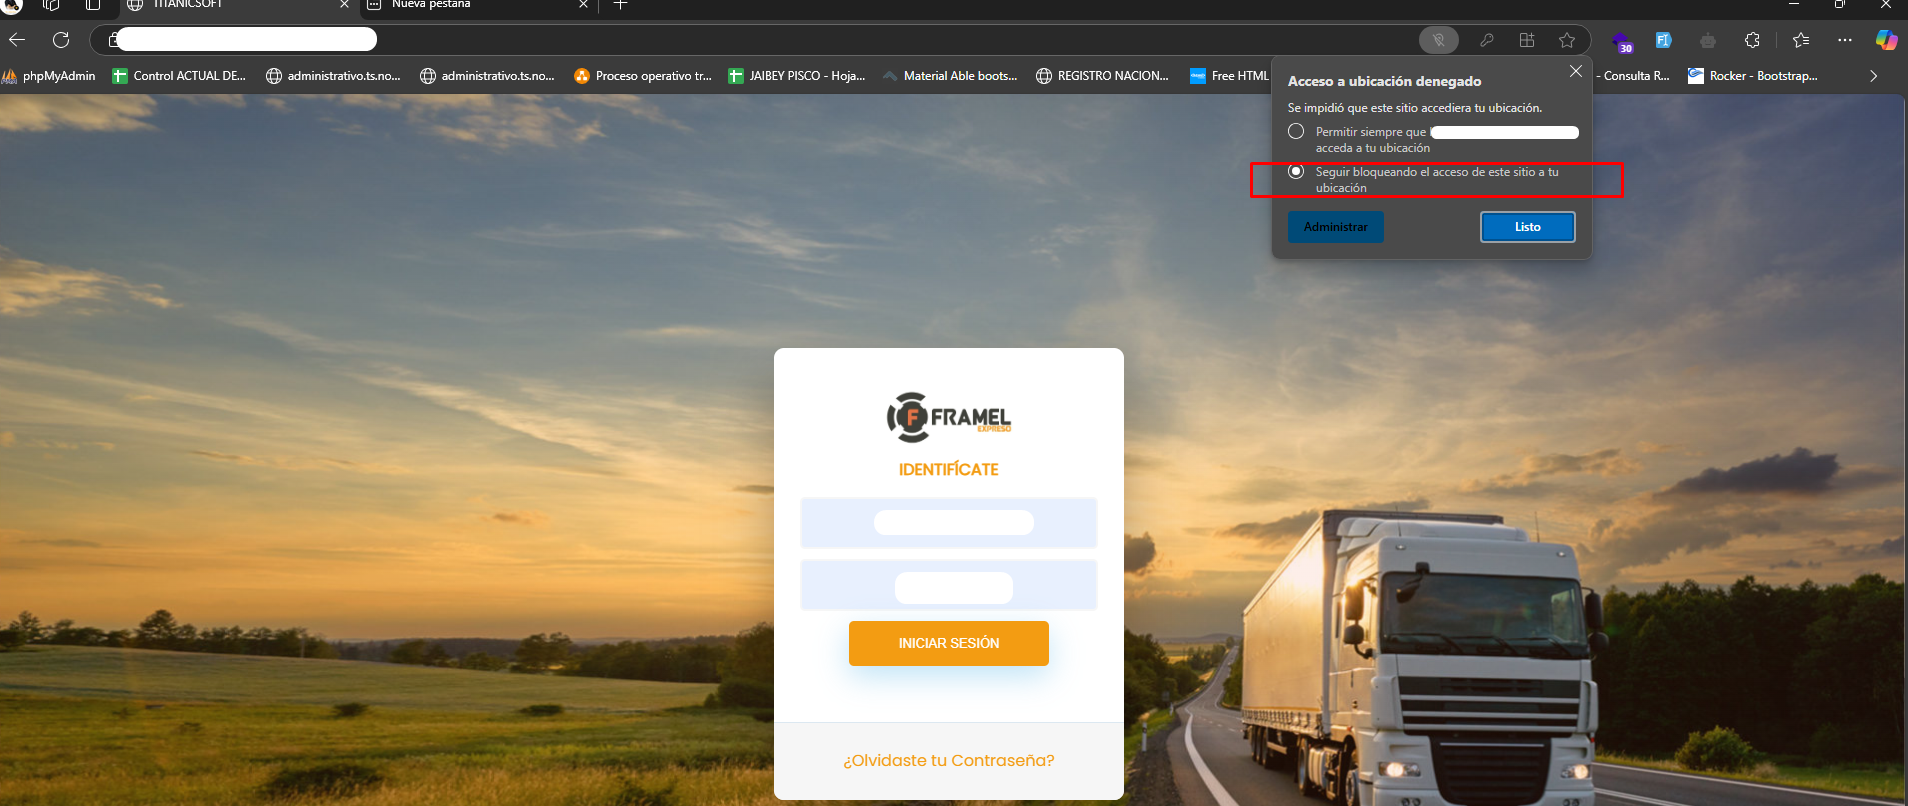 TITANICSOFT
Nueva pestaña
30
phpMyAdmin
Control ACTUAL DE...
administrativo.ts.no...
administrativo.ts.no...
Proceso operativo tr...
JAIBEY PISCO - Hoja...
Material Able boots...
REGISTRO NACION...
Free HTML
- Consulta R...
Rocker - Bootstrap...
Acceso a ubicación denegado
Se impidió que este sitio accediera tu ubicación.
Permitir siempre que
acceda a tu ubicación
Seguir bloqueando el acceso de este sitio a tu
ubicación
Administrar
Listo
F FRAMEL
EXPRESO
IDENTIFÍCATE
INICIAR SESIÓN
¿Olvidaste tu Contraseña?